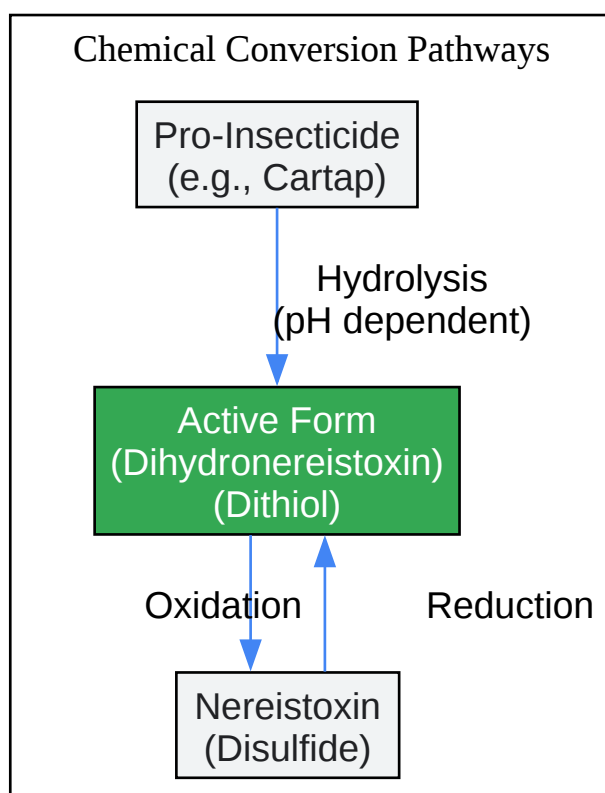 Chemical Conversion Pathways
Pro-Insecticide
(e.g., Cartap)
Hydrolysis
(pH dependent)
Active Form
(Dihydronereistoxin)
(Dithiol)
Oxidation
Reduction
Nereistoxin
(Disulfide)